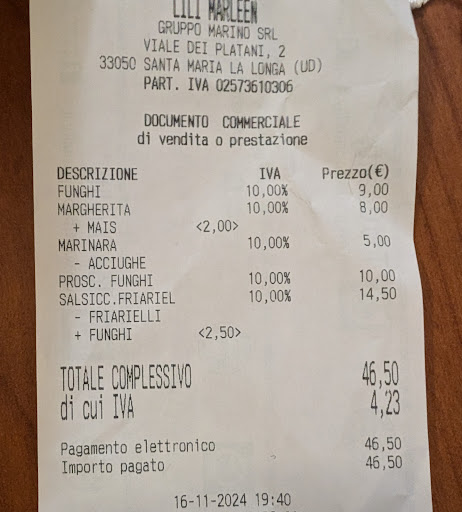 LILI MARLEEN
GRUPPO MARINO SRL
VIALE DEI PLATANI, 2
33050 SANTA MARIA LA LONGA (UD)
PART. IVA 02573610306
DOCUMENTO COMMERCIALE
di vendita o prestazione
DESCRIZIONE IVA Prezzo(€)
FUNGHI 10,00% 9,00
MARGHERITA 10,00% 8,00
+ MAIS <2,00>
MARINARA 10,00% 5,00
- ACCIUGHE
PROSC. FUNGHI 10,00% 10,00
SALSICC.FRIARIEL 10,00% 14,50
- FRIARIELLI
+ FUNGHI <2,50>
TOTALE COMPLESSIVO 46,50
di cui IVA 4,23
Pagamento elettronico 46,50
Importo pagato 46,50
16-11-2024 19:40